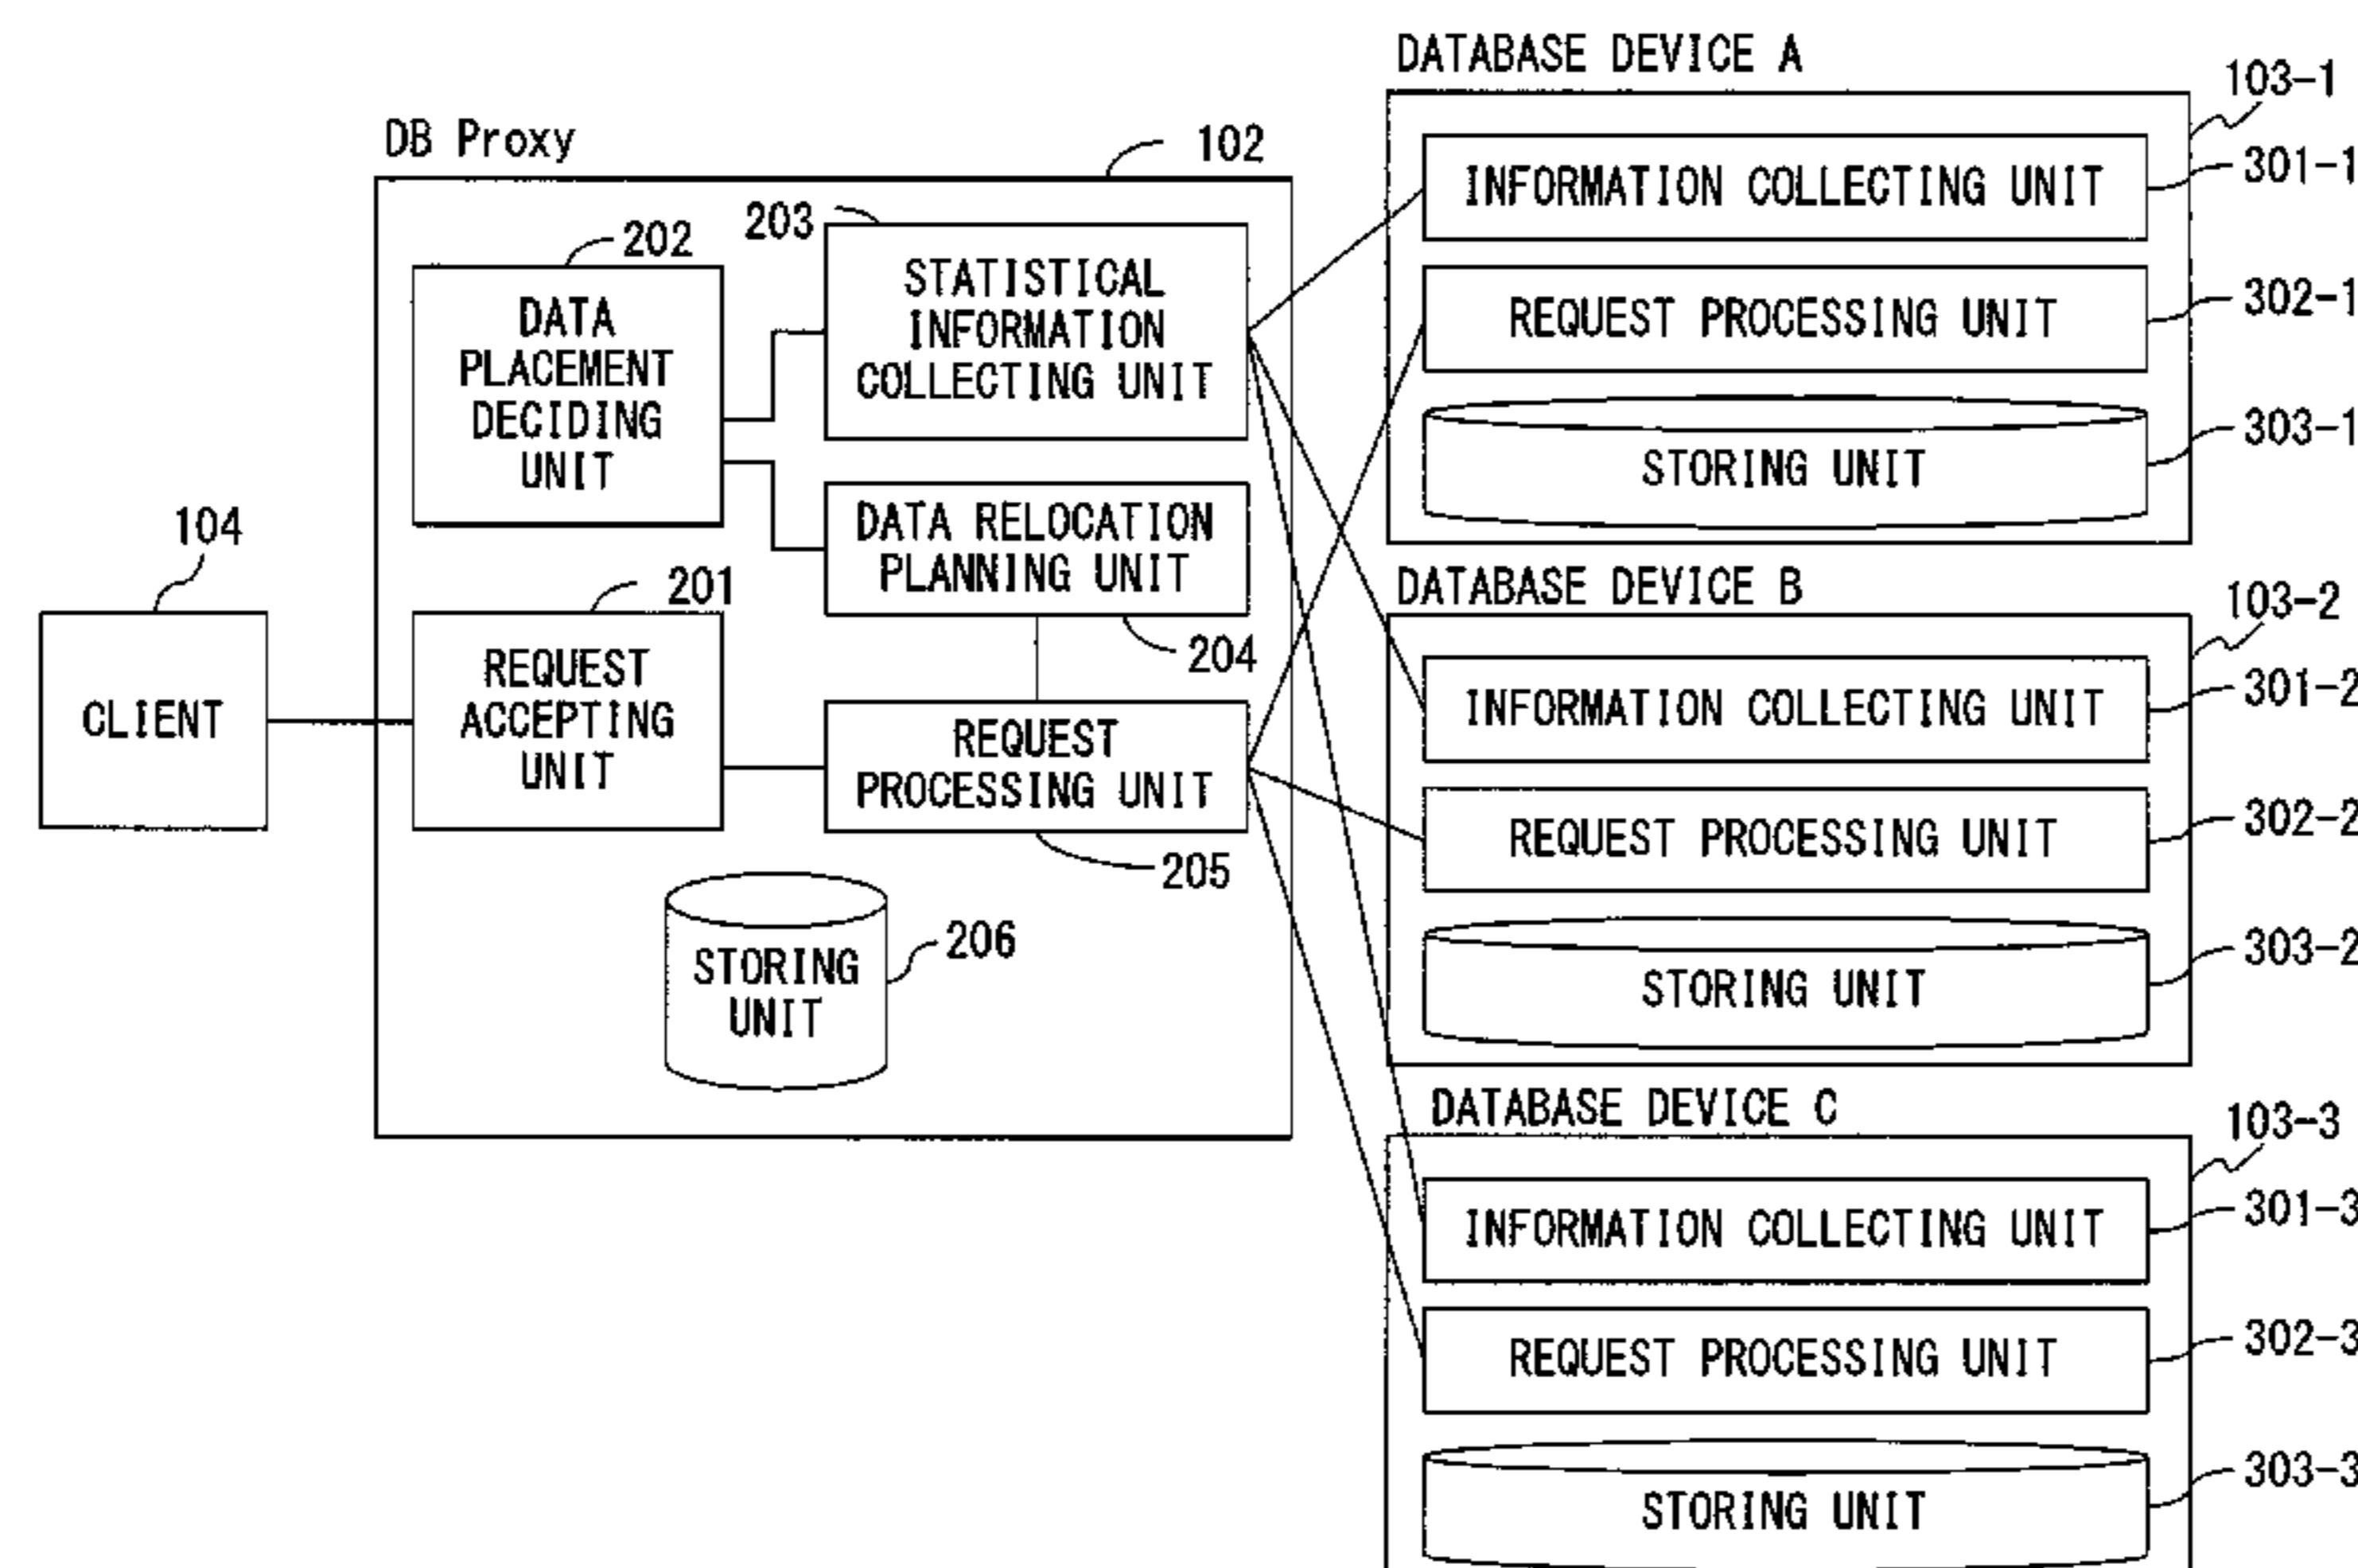 DB Proxy
102
202
DATA
PLACEMENT
DECIDING
UNIT
203
STATISTICAL
INFORMATION
COLLECTING UNIT
DATA RELOCATION
PLANNING UNIT
204
104
CLIENT
201
REQUEST
ACCEPTING
UNIT
REQUEST
PROCESSING UNIT
205
STORING
UNIT
206
DATABASE DEVICE A
103-1
INFORMATION COLLECTING UNIT
301-1
REQUEST PROCESSING UNIT
302-1
STORING UNIT
303-1
DATABASE DEVICE B
103-2
INFORMATION COLLECTING UNIT
301-2
REQUEST PROCESSING UNIT
302-2
STORING UNIT
303-2
DATABASE DEVICE C
103-3
INFORMATION COLLECTING UNIT
301-3
REQUEST PROCESSING UNIT
302-3
STORING UNIT
303-3